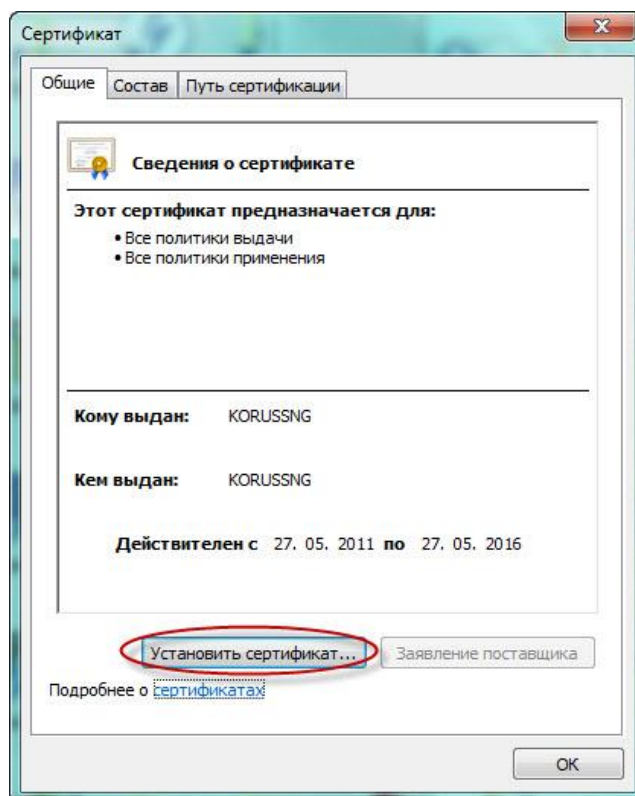 Сертификат
Общие Состав Путь сертификации
Сведения о сертификате
Этот сертификат предназначается для:
• Все политики выдачи
• Все политики применения
Кому выдан: KORUSSNG
Кем выдан: KORUSSNG
Действителен с 27. 05. 2011 по 27. 05. 2016
Установить сертификат... Заявление поставщика
Подробнее о сертификатах
ОК